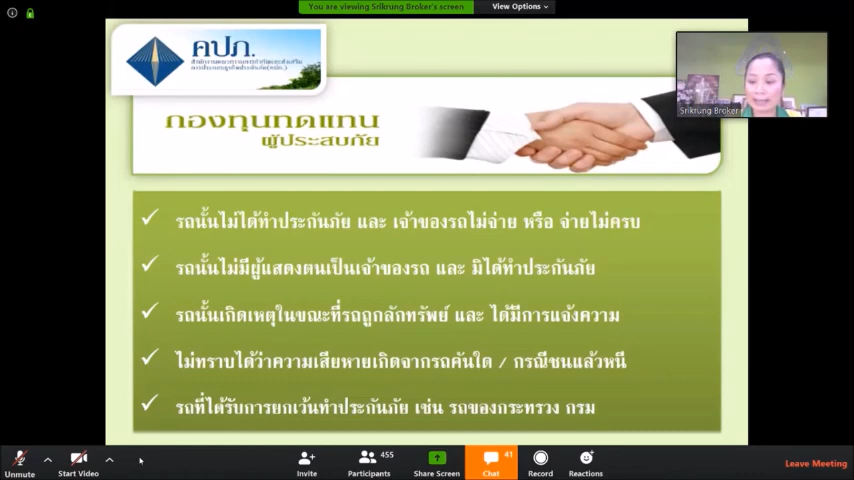 You are viewing Srikrung Broker's screen
View Options
คปภ.
Srikrung Broker
กองทุนทดแทน
ผู้ประสบภัย
รถนั้นไม่ได้ทำประกันภัย และ เจ้าของรถไม่จ่าย หรือ จ่ายไม่ครบ
รถนั้นไม่มีผู้แสดงตนเป็นเจ้าของรถ และ มิได้ทำประกันภัย
รถนั้นเกิดเหตุในขณะที่รถถูกลักทรัพย์ และ ได้มีการแจ้งความ
ไม่ทราบได้ว่าความเสียหายเกิดจากรถคันใด / กรณีชนแล้วหนี
รถที่ได้รับการยกเว้นทำประกันภัย เช่น รถของกระทรวง กรม
Unmute
Start Video
Invite
455
Participants
Share Screen
41
Chat
Record
Reactions
Leave Meeting